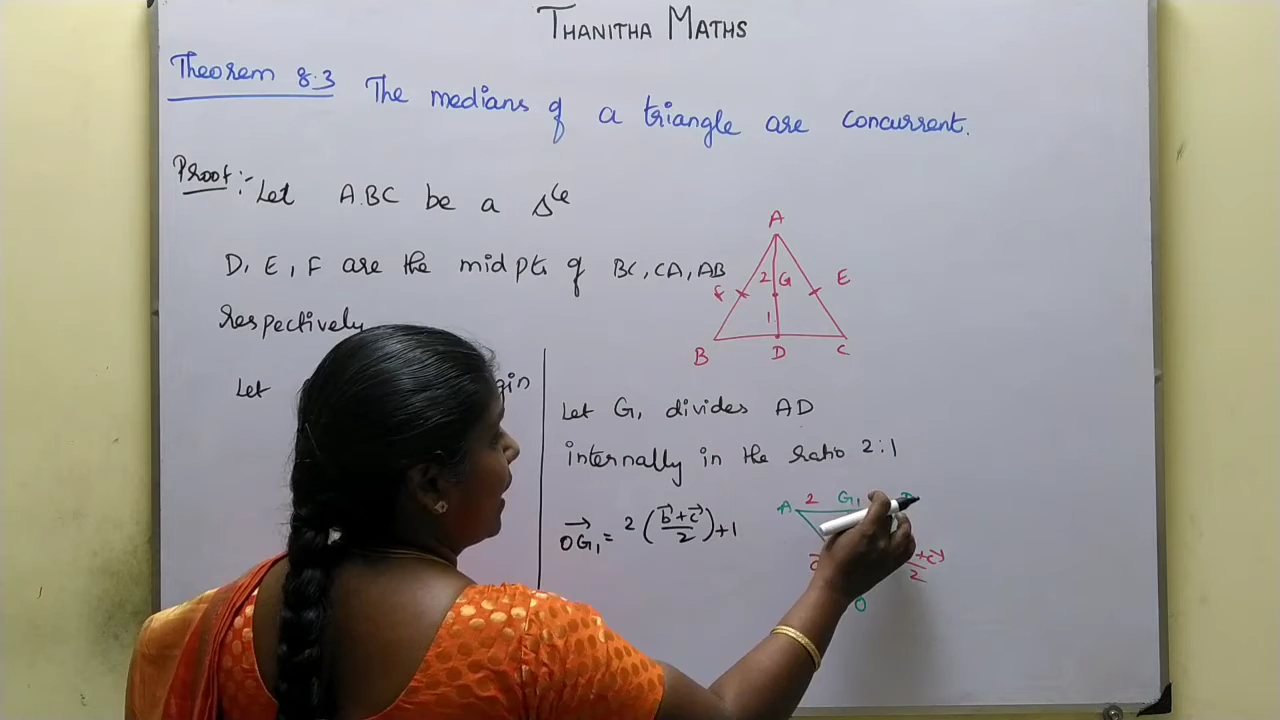 THANITHA MATHS
Theorem 8.3 The medians of a triangle are concurrent.
Proof:- Let ABC be a Δle
D, E, F are the mid pts of BC, CA, AB
respectively
Let
A
F 2 G E
1
B D C
Let G1 divides AD
internally in the ratio 2:1
A 2 G1
OG1→ = 2 (b→+c→/2) + 1
2
O